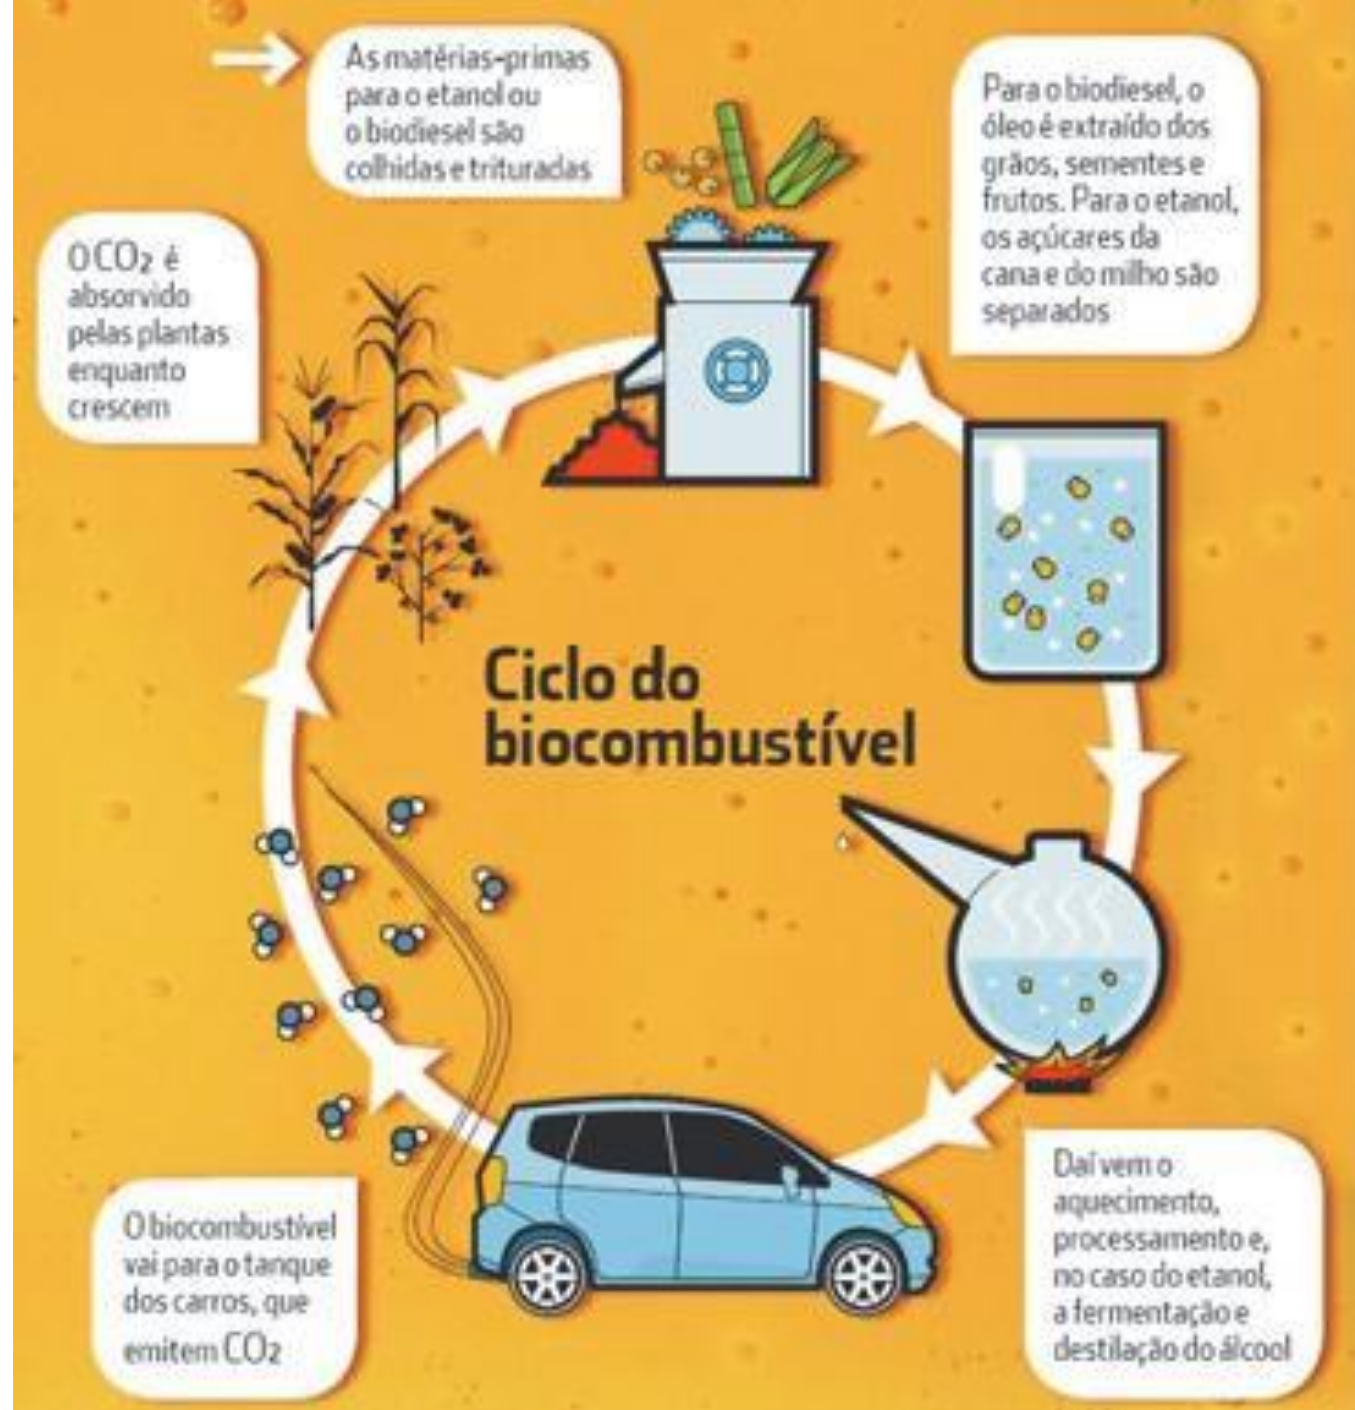 As matérias-primas
para o etanol ou
o biodiesel são
colhidas e trituradas
Para o biodiesel, o
óleo é extraído dos
grãos, sementes e
frutos. Para o etanol,
os açúcares da
cana e do milho são
separados
O CO2 é
absorvido
pelas plantas
enquanto
crescem
Ciclo do
biocombustível
Daí vem o
aquecimento,
processamento e,
no caso do etanol,
a fermentação e
destilação do álcool
O biocombustível
vai para o tanque
dos carros, que
emitem CO2